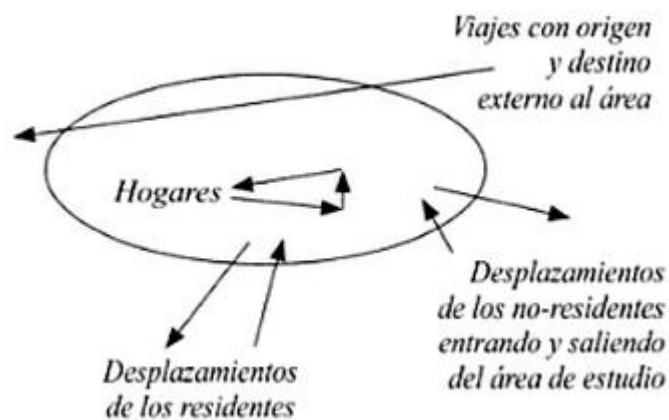 Viajes con origen
y destino
externo al área
Hogares
Desplazamientos
de los no-residentes
entrando y saliendo
del área de estudio
Desplazamientos
de los residentes